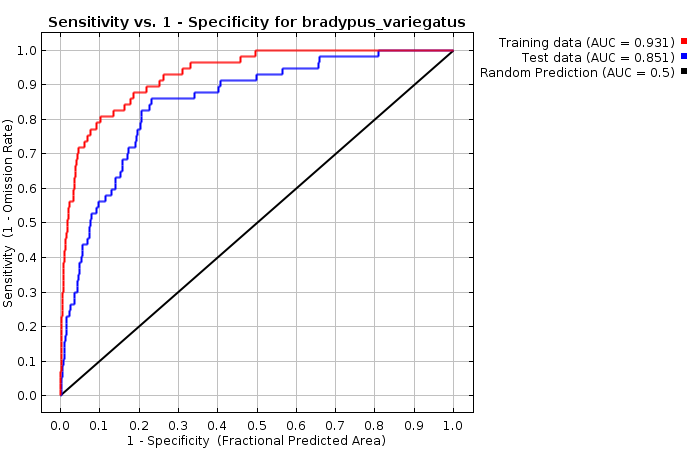 Sensitivity vs. 1 - Specificity for bradypus_variegatus
Training data (AUC = 0.931)
Test data (AUC = 0.851)
Random Prediction (AUC = 0.5)
Sensitivity (1 - Omission Rate)
1.0
0.9
0.8
0.7
0.6
0.5
0.4
0.3
0.2
0.1
0.0
0.0 0.1 0.2 0.3 0.4 0.5 0.6 0.7 0.8 0.9 1.0
1 - Specificity (Fractional Predicted Area)